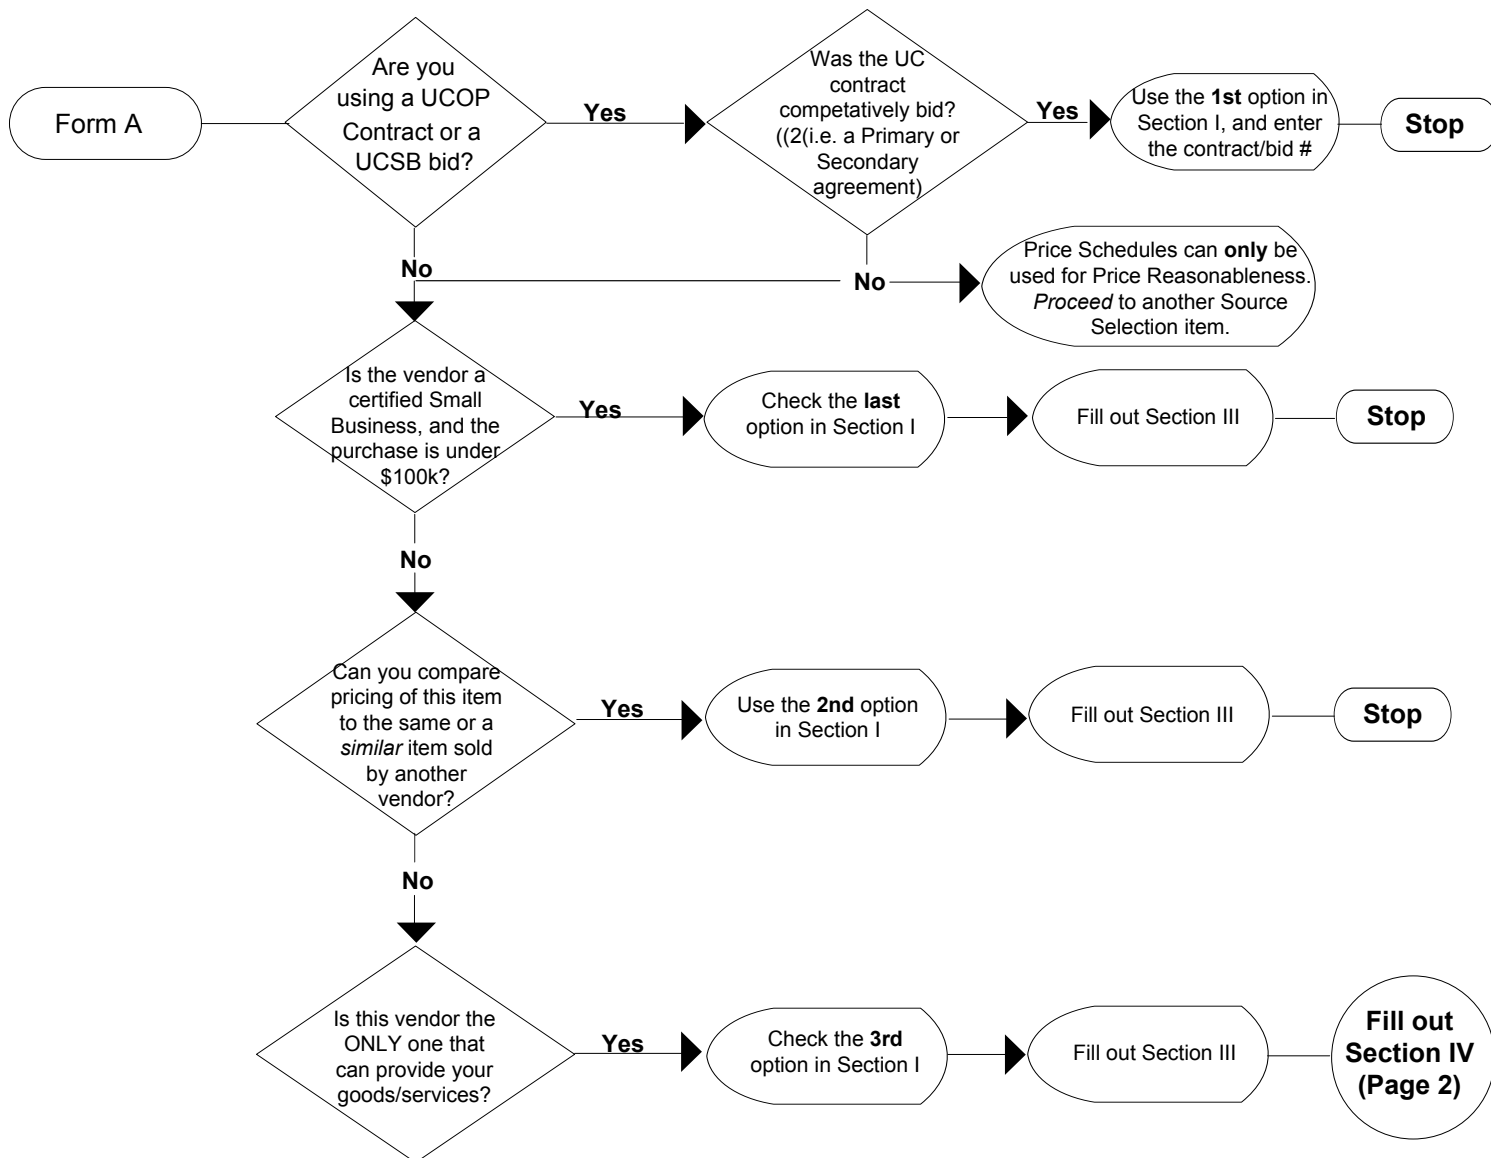 Form A
Are you
using a UCOP
Contract or a
UCSB bid?
Yes
Was the UC
contract
competatively bid?
((2(i.e. a Primary or
Secondary
agreement)
Yes
Use the 1st option in
Section I, and enter
the contract/bid #
Stop
No
No
Price Schedules can only be
used for Price Reasonableness.
Proceed to another Source
Selection item.
Is the vendor a
certified Small
Business, and the
purchase is under
$100k?
Yes
Check the last
option in Section I
Fill out Section III
Stop
No
Can you compare
pricing of this item
to the same or a
similar item sold
by another
vendor?
Yes
Use the 2nd option
in Section I
Fill out Section III
Stop
No
Is this vendor the
ONLY one that
can provide your
goods/services?
Yes
Check the 3rd
option in Section I
Fill out Section III
Fill out
Section IV
(Page 2)